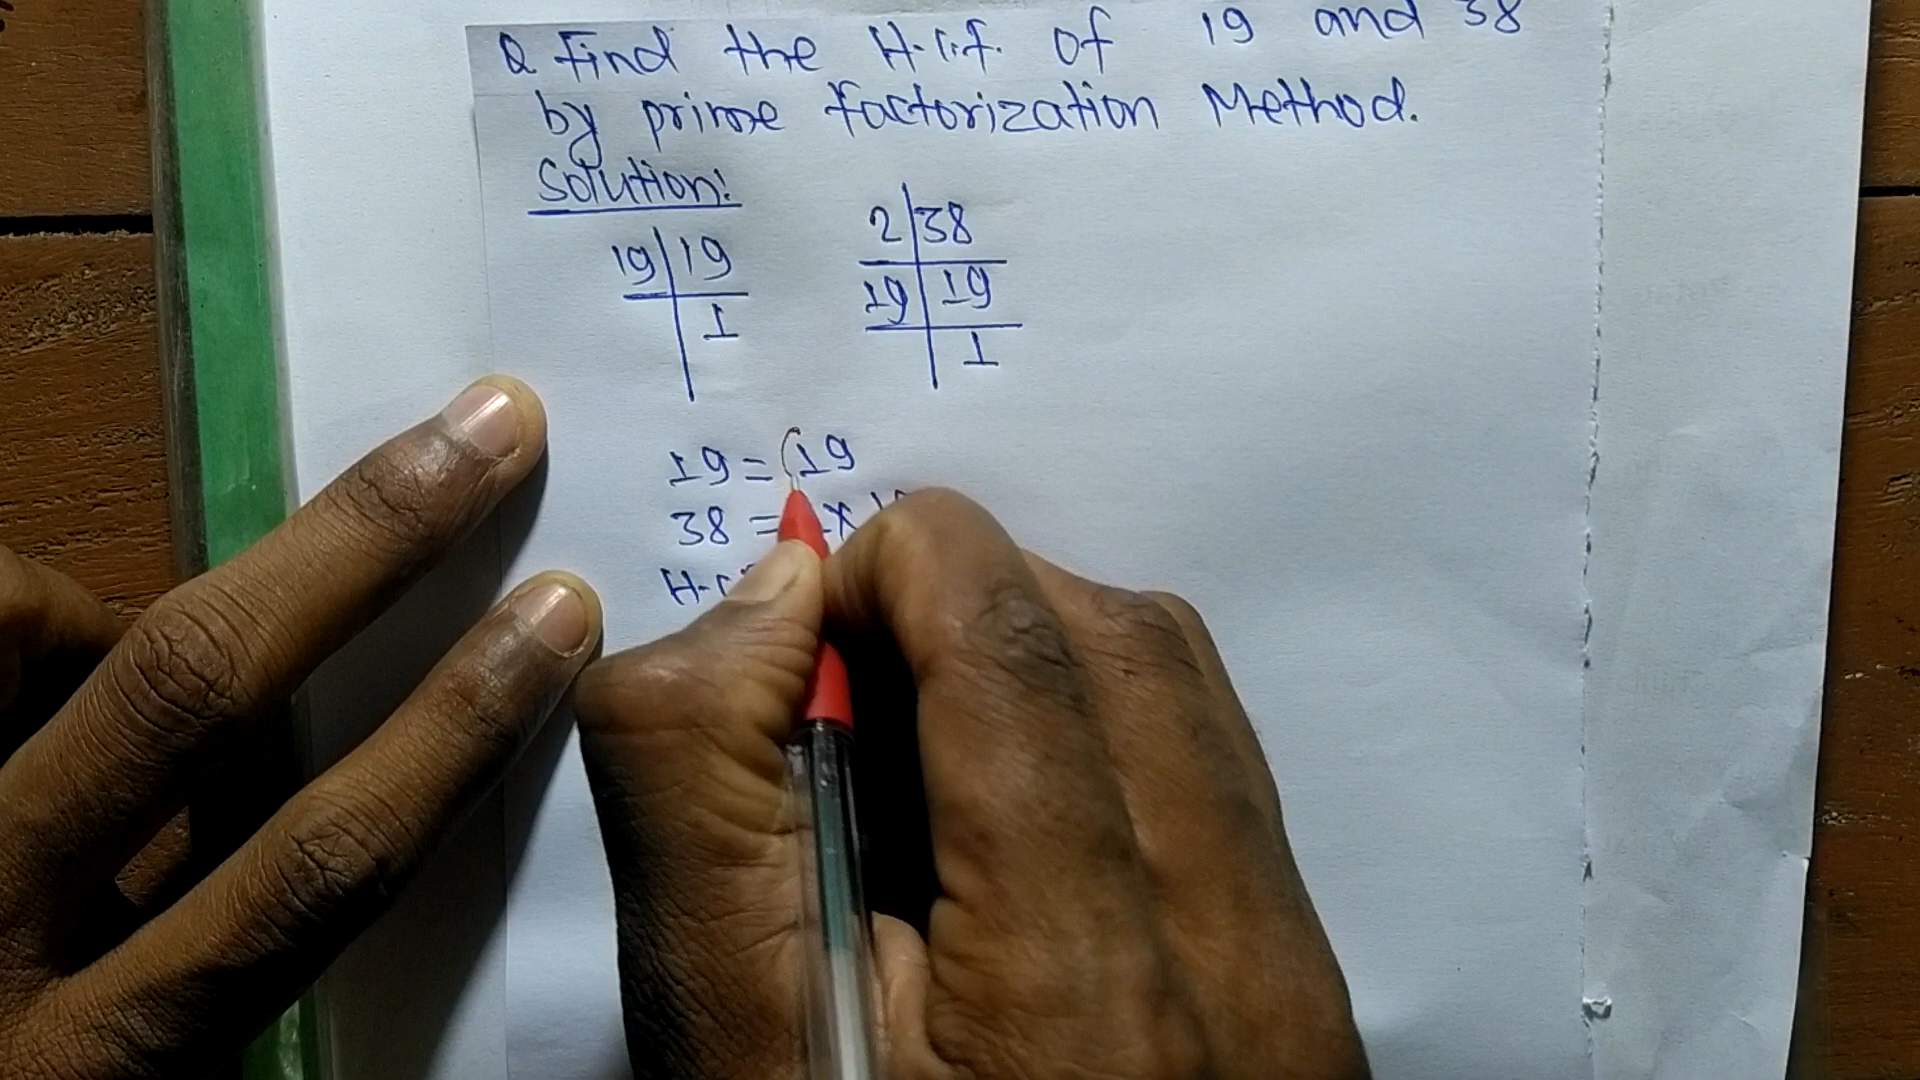 Q Find the H.C.f. of 19 and 38
by prime factorization Method.
Solution:
19 19
1
2 38
19 19
1
19 = (19
38 = × 19
H.C